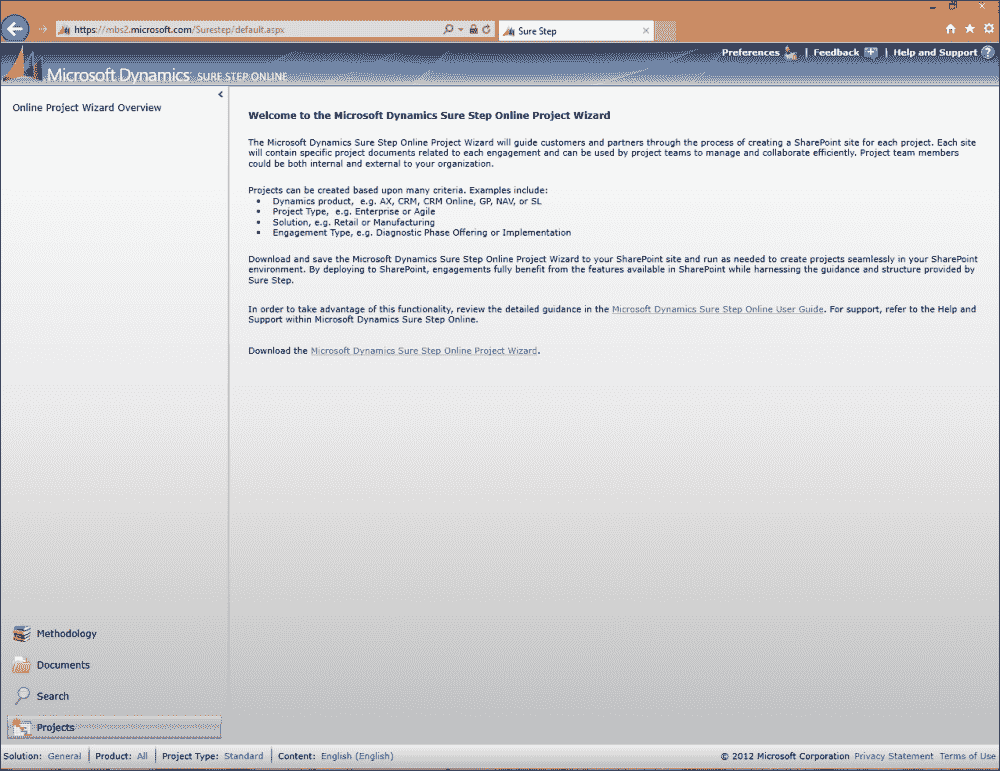 https://mbs2.microsoft.com/Surestep/default.aspx
Sure Step
Preferences | Feedback | Help and Support
Microsoft Dynamics SURE STEP ONLINE
Online Project Wizard Overview
Welcome to the Microsoft Dynamics Sure Step Online Project Wizard
The Microsoft Dynamics Sure Step Online Project Wizard will guide customers and partners through the process of creating a SharePoint site for each project. Each site
will contain specific project documents related to each engagement and can be used by project teams to manage and collaborate efficiently. Project team members
could be both internal and external to your organization.
Projects can be created based upon many criteria. Examples include:
• Dynamics product, e.g. AX, CRM, CRM Online, GP, NAV, or SL
• Project Type, e.g. Enterprise or Agile
• Solution, e.g. Retail or Manufacturing
• Engagement Type, e.g. Diagnostic Phase Offering or Implementation
Download and save the Microsoft Dynamics Sure Step Online Project Wizard to your SharePoint site and run as needed to create projects seamlessly in your SharePoint
environment. By deploying to SharePoint, engagements fully benefit from the features available in SharePoint while harnessing the guidance and structure provided by
Sure Step.
In order to take advantage of this functionality, review the detailed guidance in the Microsoft Dynamics Sure Step Online User Guide. For support, refer to the Help and
Support within Microsoft Dynamics Sure Step Online.
Download the Microsoft Dynamics Sure Step Online Project Wizard.
Methodology
Documents
Search
Projects
Solution: General | Product: All | Project Type: Standard | Content: English (English)
© 2012 Microsoft Corporation Privacy Statement Terms of Use